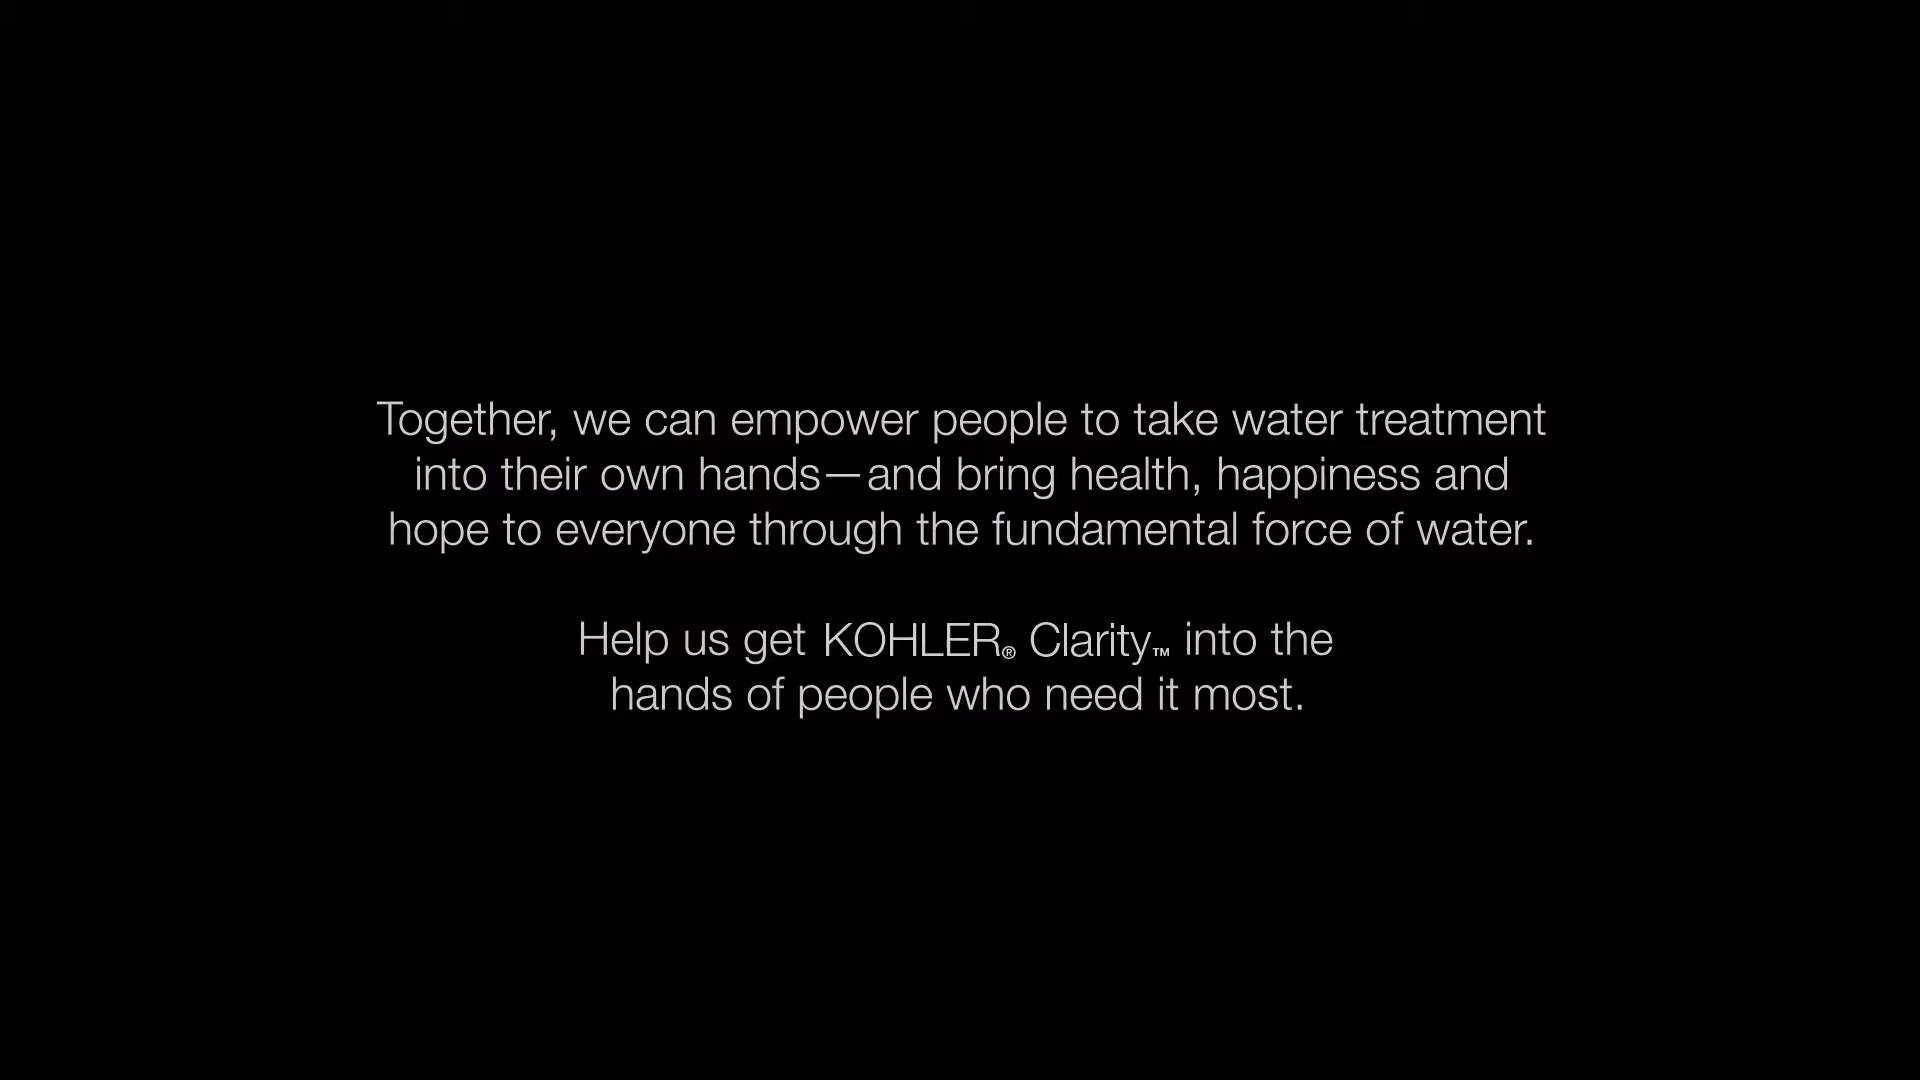 Together, we can empower people to take water treatment
into their own hands—and bring health, happiness and
hope to everyone through the fundamental force of water.
Help us get KOHLER® Clarity™ into the
hands of people who need it most.